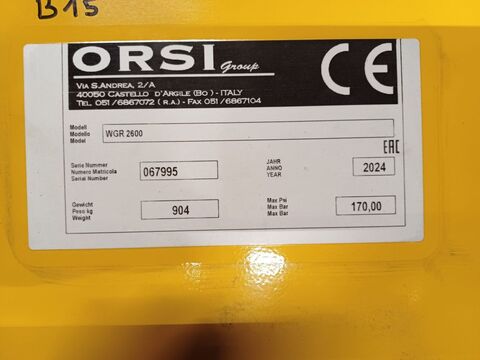 B15
ORSI Group
CE
VIA S.ANDREA, 2/A
40050 CASTELLO D'ARGILE (BO) - ITALY
TEL. 051/6867072 (R.A.) - FAX 051/6867104
Modell
Modello
Model
WGR 2600
EAC
Serie Nummer
Numero Matricola
Serial Number
067995
JAHR
ANNO
YEAR
2024
Gewicht
Peso kg
Weight
904
Max Psi
Max Bar
Max Bar
170,00